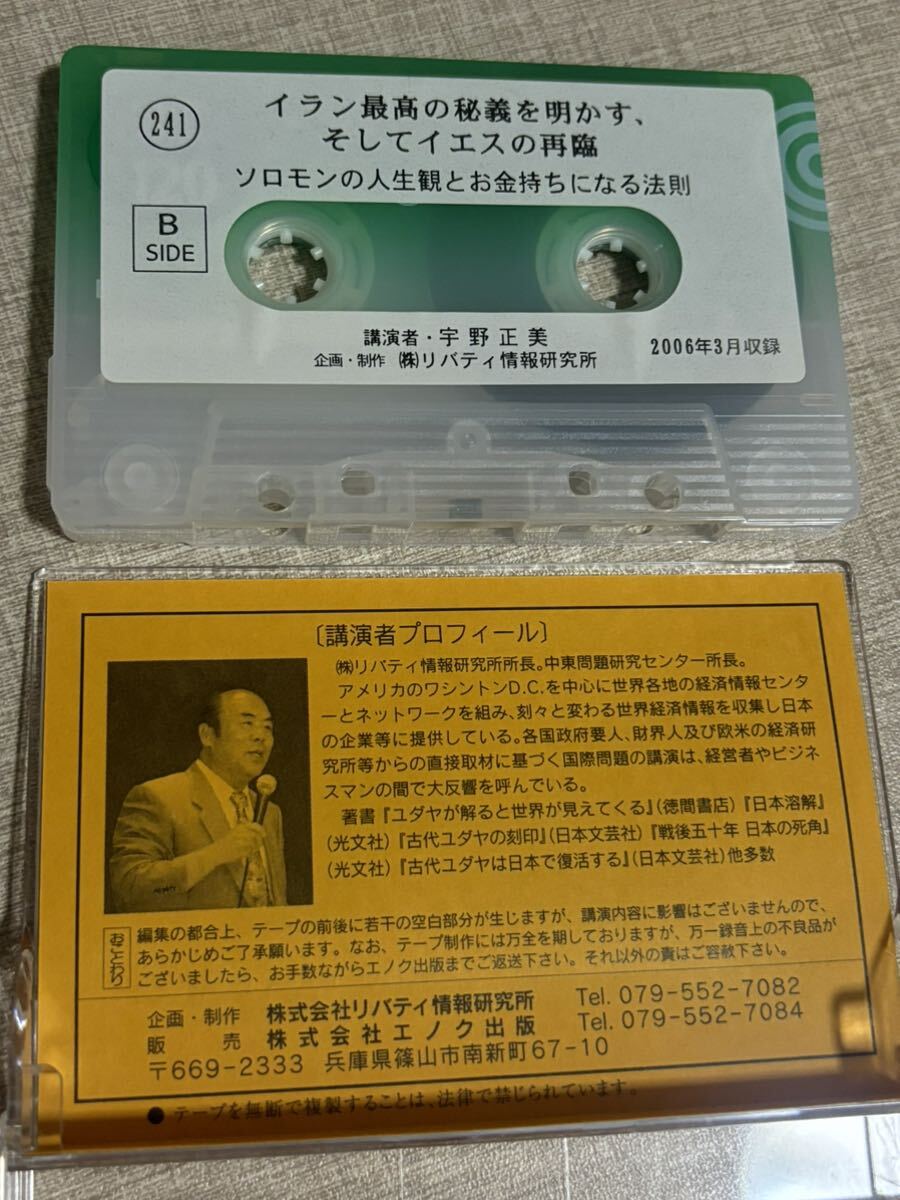 241
イラン最高の秘義を明かす、
そしてイエスの再臨
ソロモンの人生観とお金持ちになる法則
B
SIDE
講演者・宇野正美
企画・制作 ㈱リバティ情報研究所
2006年3月収録
〔講演者プロフィール〕
㈱リバティ情報研究所所長。中東問題研究センター所長。
アメリカのワシントンD.C.を中心に世界各地の経済情報センタ
ーとネットワークを組み、刻々と変わる世界経済情報を収集し日本
の企業等に提供している。各国政府要人、財界人及び欧米の経済研
究所等からの直接取材に基づく国際問題の講演は、経営者やビジネ
スマンの間で大反響を呼んでいる。
著書『ユダヤが解ると世界が見えてくる』(徳間書店)『日本溶解』
(光文社)『古代ユダヤの刻印』(日本文芸社)『戦後五十年 日本の死角』
(光文社)『古代ユダヤは日本で復活する』(日本文芸社)他多数
おことわり
編集の都合上、テープの前後に若干の空白部分が生じますが、講演内容に影響はございませんので、
あらかじめご了承願います。なお、テープ制作には万全を期しておりますが、万一録音上の不良品が
ございましたら、お手数ながらエノク出版までご返送下さい。それ以外の責はご容赦下さい。
企画・制作 株式会社リバティ情報研究所 Tel. 079-552-7082
販売 株式会社エノク出版 Tel. 079-552-7084
〒669-2333 兵庫県篠山市南新町67-10
●テープを無断で複製することは、法律で禁じられています。